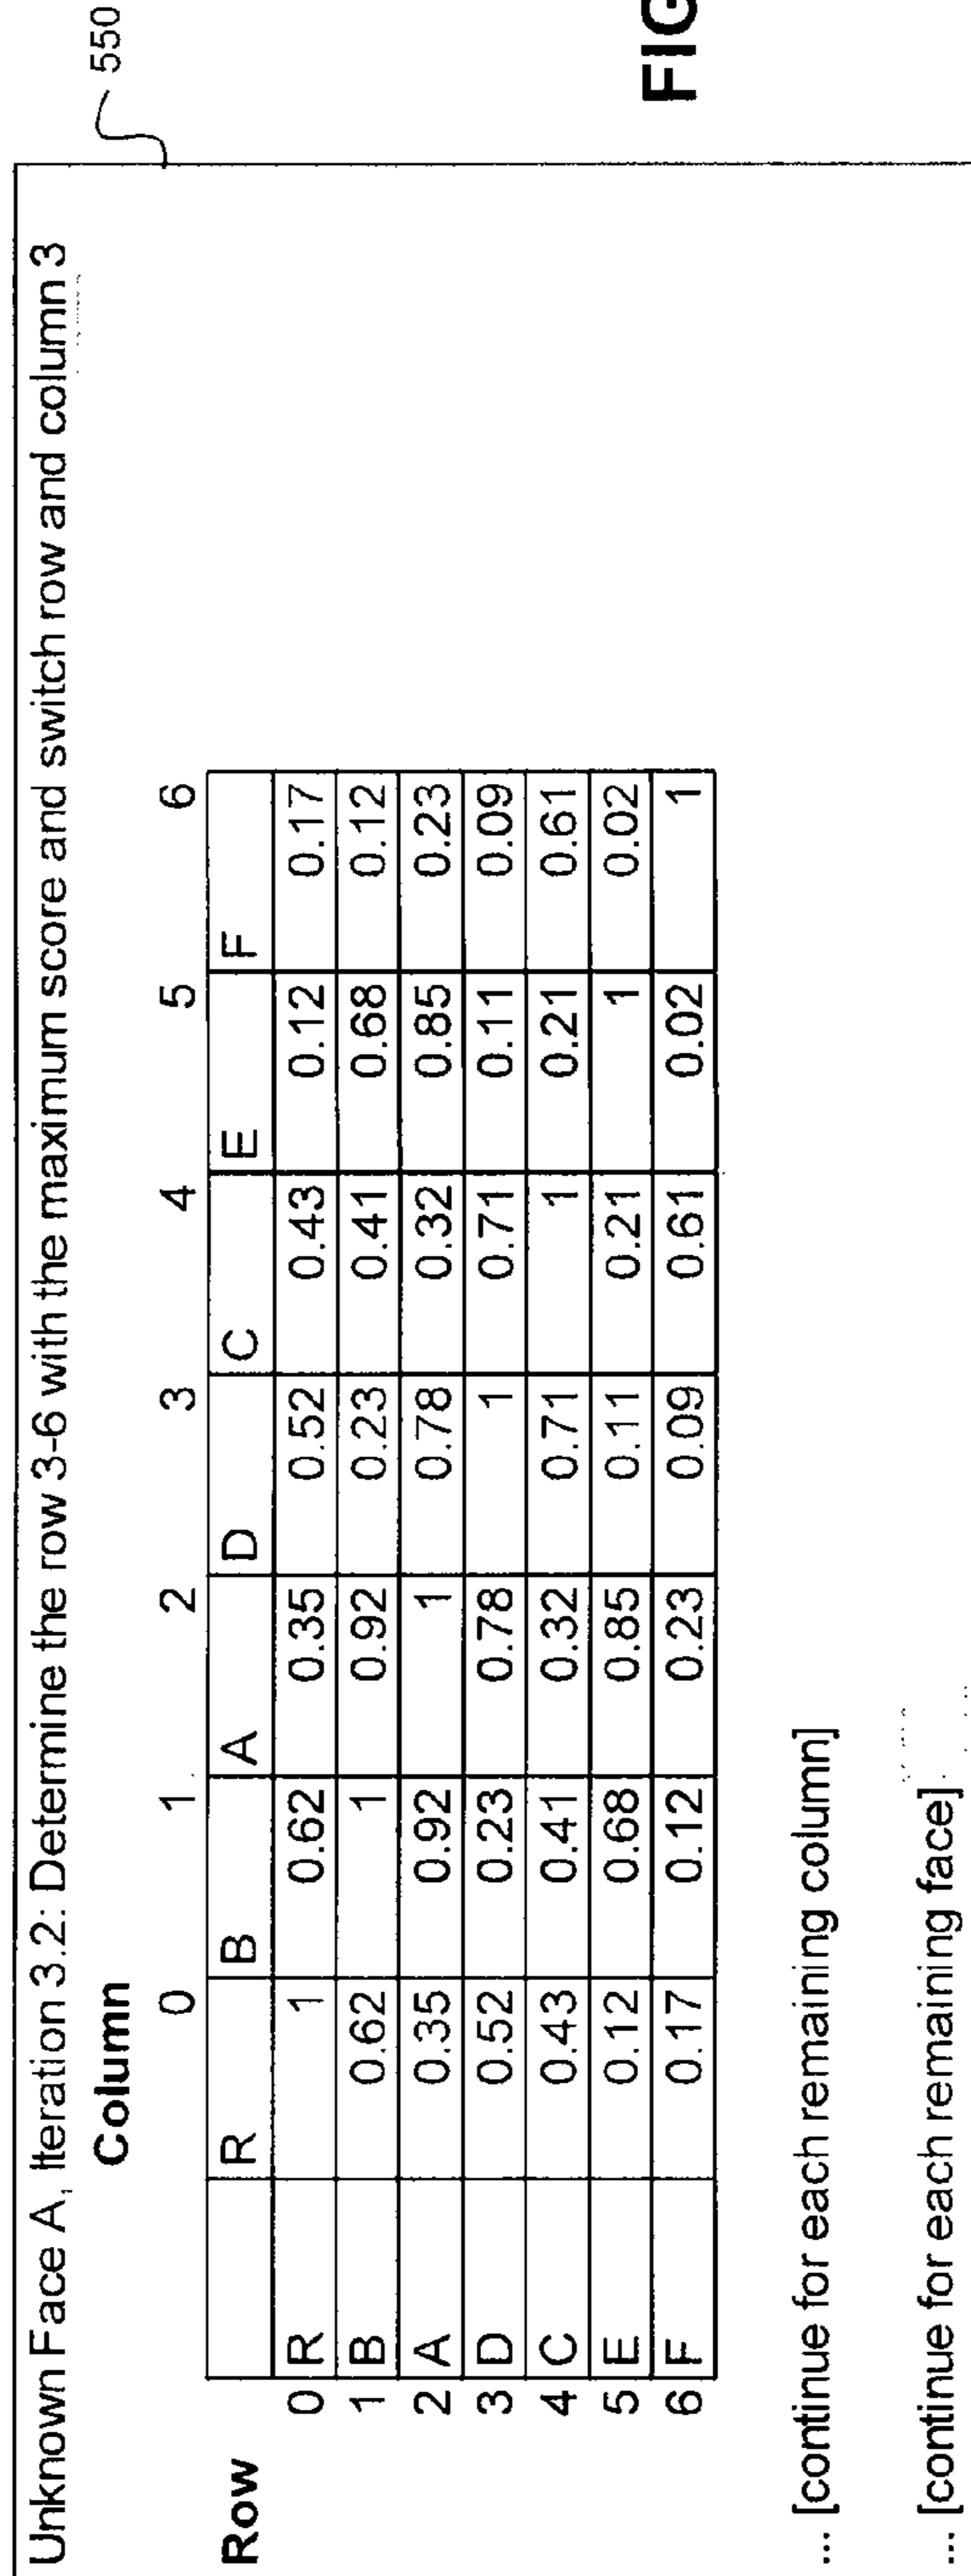 550
Unknown Face A, Iteration 3.2: Determine the row 3-6 with the maximum score and switch row and column 3
Column
0 1 2 3 4 5 6
Row
R B A D C E F
0 R 1 0.62 0.35 0.52 0.43 0.12 0.17
1 B 0.62 1 0.92 0.23 0.41 0.68 0.12
2 A 0.35 0.92 1 0.78 0.32 0.85 0.23
3 D 0.52 0.23 0.78 1 0.71 0.11 0.09
4 C 0.43 0.41 0.32 0.71 1 0.21 0.61
5 E 0.12 0.68 0.85 0.11 0.21 1 0.02
6 F 0.17 0.12 0.23 0.09 0.61 0.02 1
... [continue for each remaining column]
... [continue for each remaining face]
FIG